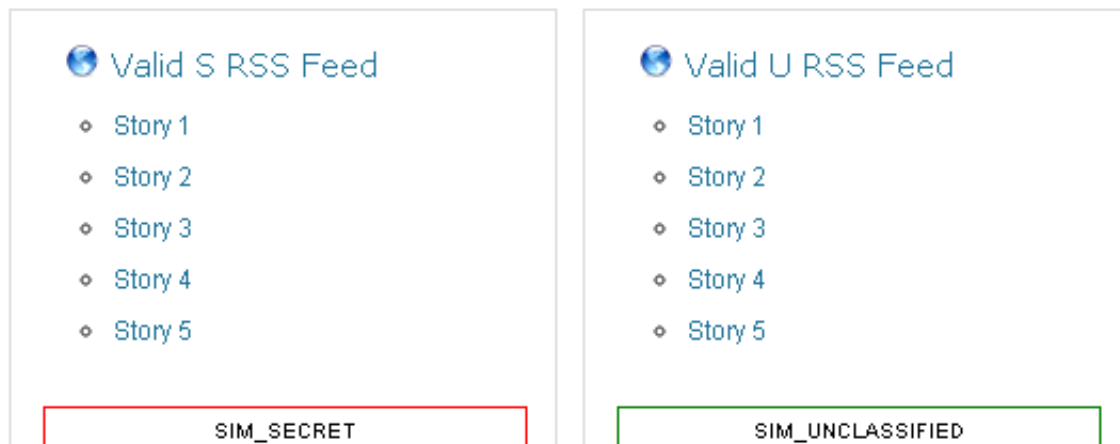 Valid S RSS Feed
Story 1
Story 2
Story 3
Story 4
Story 5
SIM_SECRET
Valid U RSS Feed
Story 1
Story 2
Story 3
Story 4
Story 5
SIM_UNCLASSIFIED